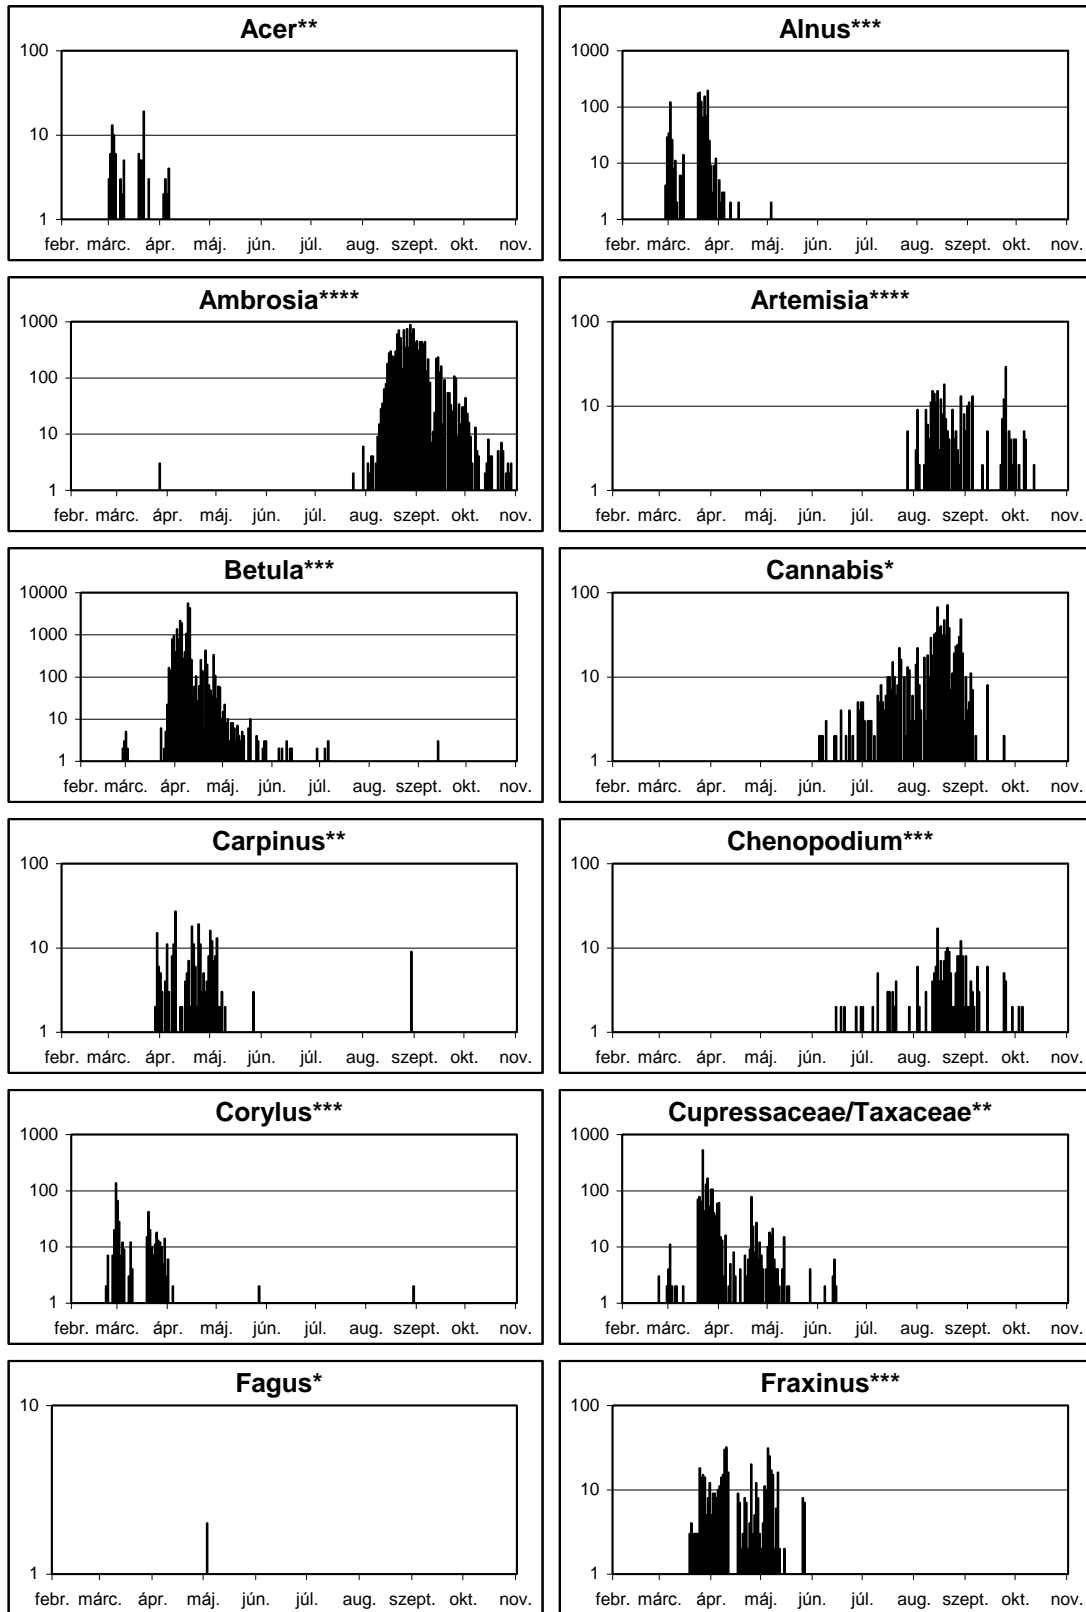 Acer**
100
10
1
febr. márc. ápr. máj. jún. júl. aug. szept. okt. nov.
Alnus***
1000
100
10
1
febr. márc. ápr. máj. jún. júl. aug. szept. okt. nov.
Ambrosia****
1000
100
10
1
febr. márc. ápr. máj. jún. júl. aug. szept. okt. nov.
Artemisia****
100
10
1
febr. márc. ápr. máj. jún. júl. aug. szept. okt. nov.
Betula***
10000
1000
100
10
1
febr. márc. ápr. máj. jún. júl. aug. szept. okt. nov.
Cannabis*
100
10
1
febr. márc. ápr. máj. jún. júl. aug. szept. okt. nov.
Carpinus**
100
10
1
febr. márc. ápr. máj. jún. júl. aug. szept. okt. nov.
Chenopodium***
100
10
1
febr. márc. ápr. máj. jún. júl. aug. szept. okt. nov.
Corylus***
1000
100
10
1
febr. márc. ápr. máj. jún. júl. aug. szept. okt. nov.
Cupressaceae/Taxaceae**
1000
100
10
1
febr. márc. ápr. máj. jún. júl. aug. szept. okt. nov.
Fagus*
10
1
febr. márc. ápr. máj. jún. júl. aug. szept. okt. nov.
Fraxinus***
100
10
1
febr. márc. ápr. máj. jún. júl. aug. szept. okt. nov.